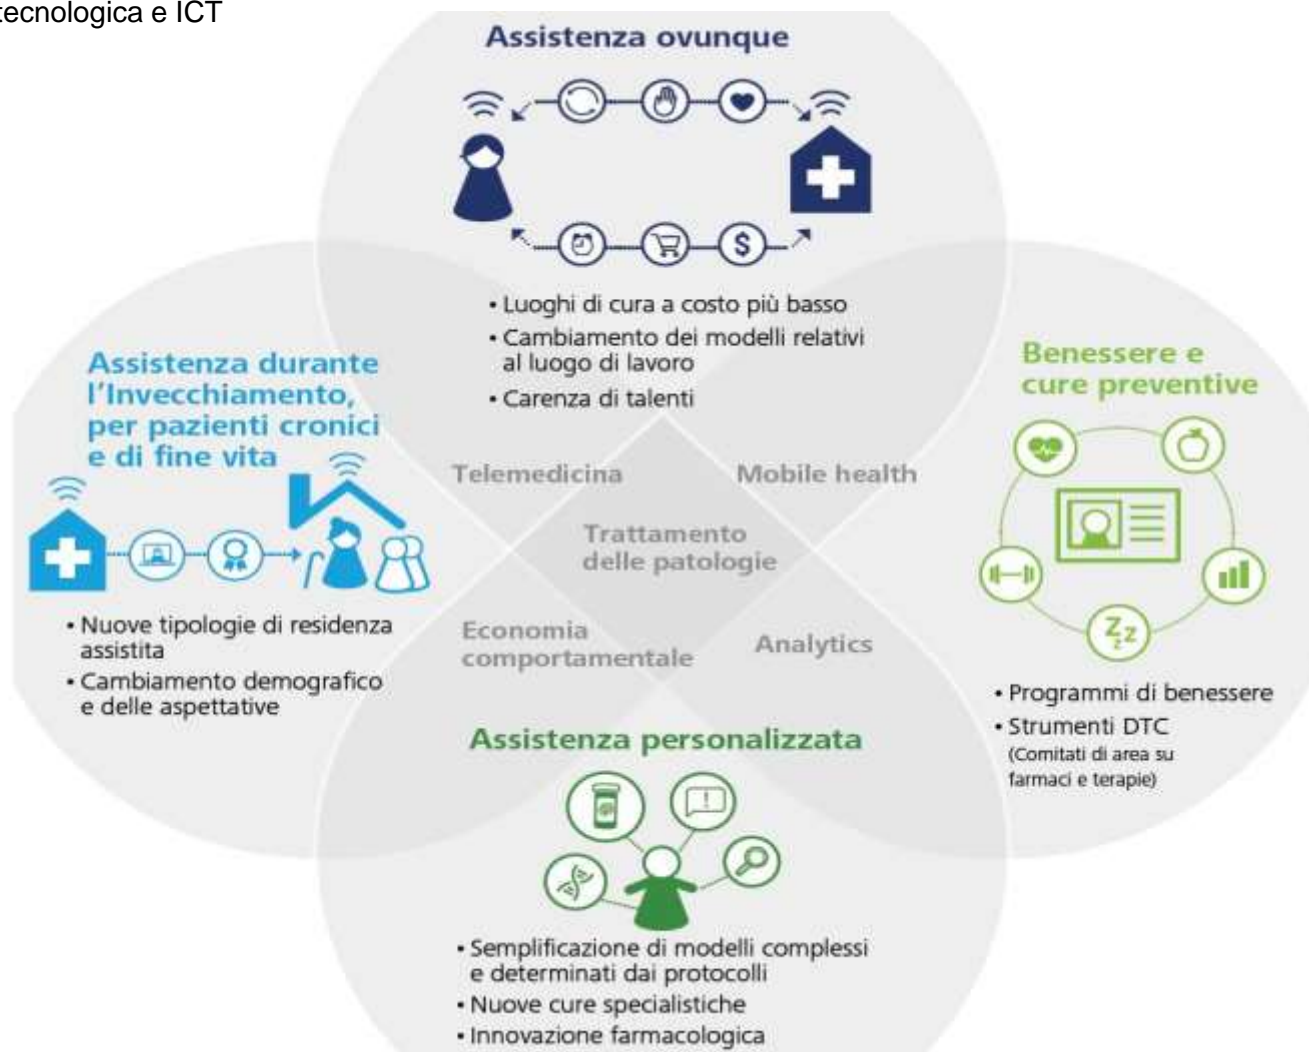 tecnologica e ICT
Assistenza ovunque
$
• Luoghi di cura a costo più basso
• Cambiamento dei modelli relativi
al luogo di lavoro
• Carenza di talenti
Assistenza durante
l'Invecchiamento,
per pazienti cronici
e di fine vita
• Nuove tipologie di residenza
assistita
• Cambiamento demografico
e delle aspettative
Benessere e
cure preventive
Zzz
• Programmi di benessere
• Strumenti DTC
(Comitati di area su
farmaci e terapie)
Telemedicina
Mobile health
Trattamento
delle patologie
Economia
comportamentale
Analytics
Assistenza personalizzata
!
• Semplificazione di modelli complessi
e determinati dai protocolli
• Nuove cure specialistiche
• Innovazione farmacologica